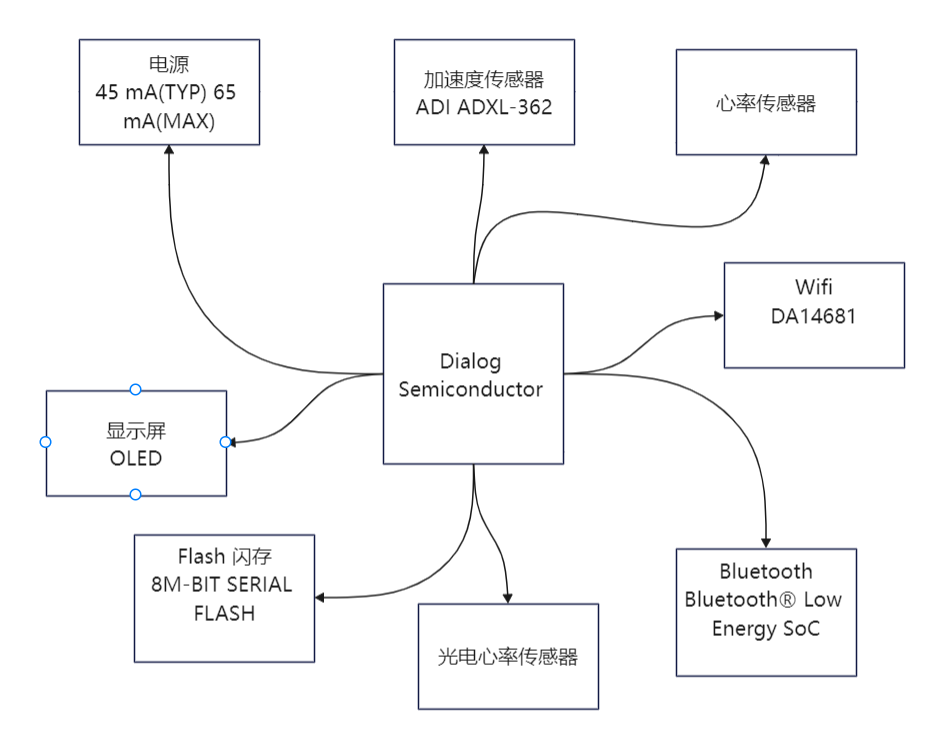 电源
45 mA(TYP) 65
mA(MAX)
加速度传感器
ADI ADXL-362
心率传感器
Wifi
DA14681
Dialog
Semiconductor
显示屏
OLED
Flash 闪存
8M-BIT SERIAL
FLASH
光电心率传感器
Bluetooth
Bluetooth® Low
Energy SoC